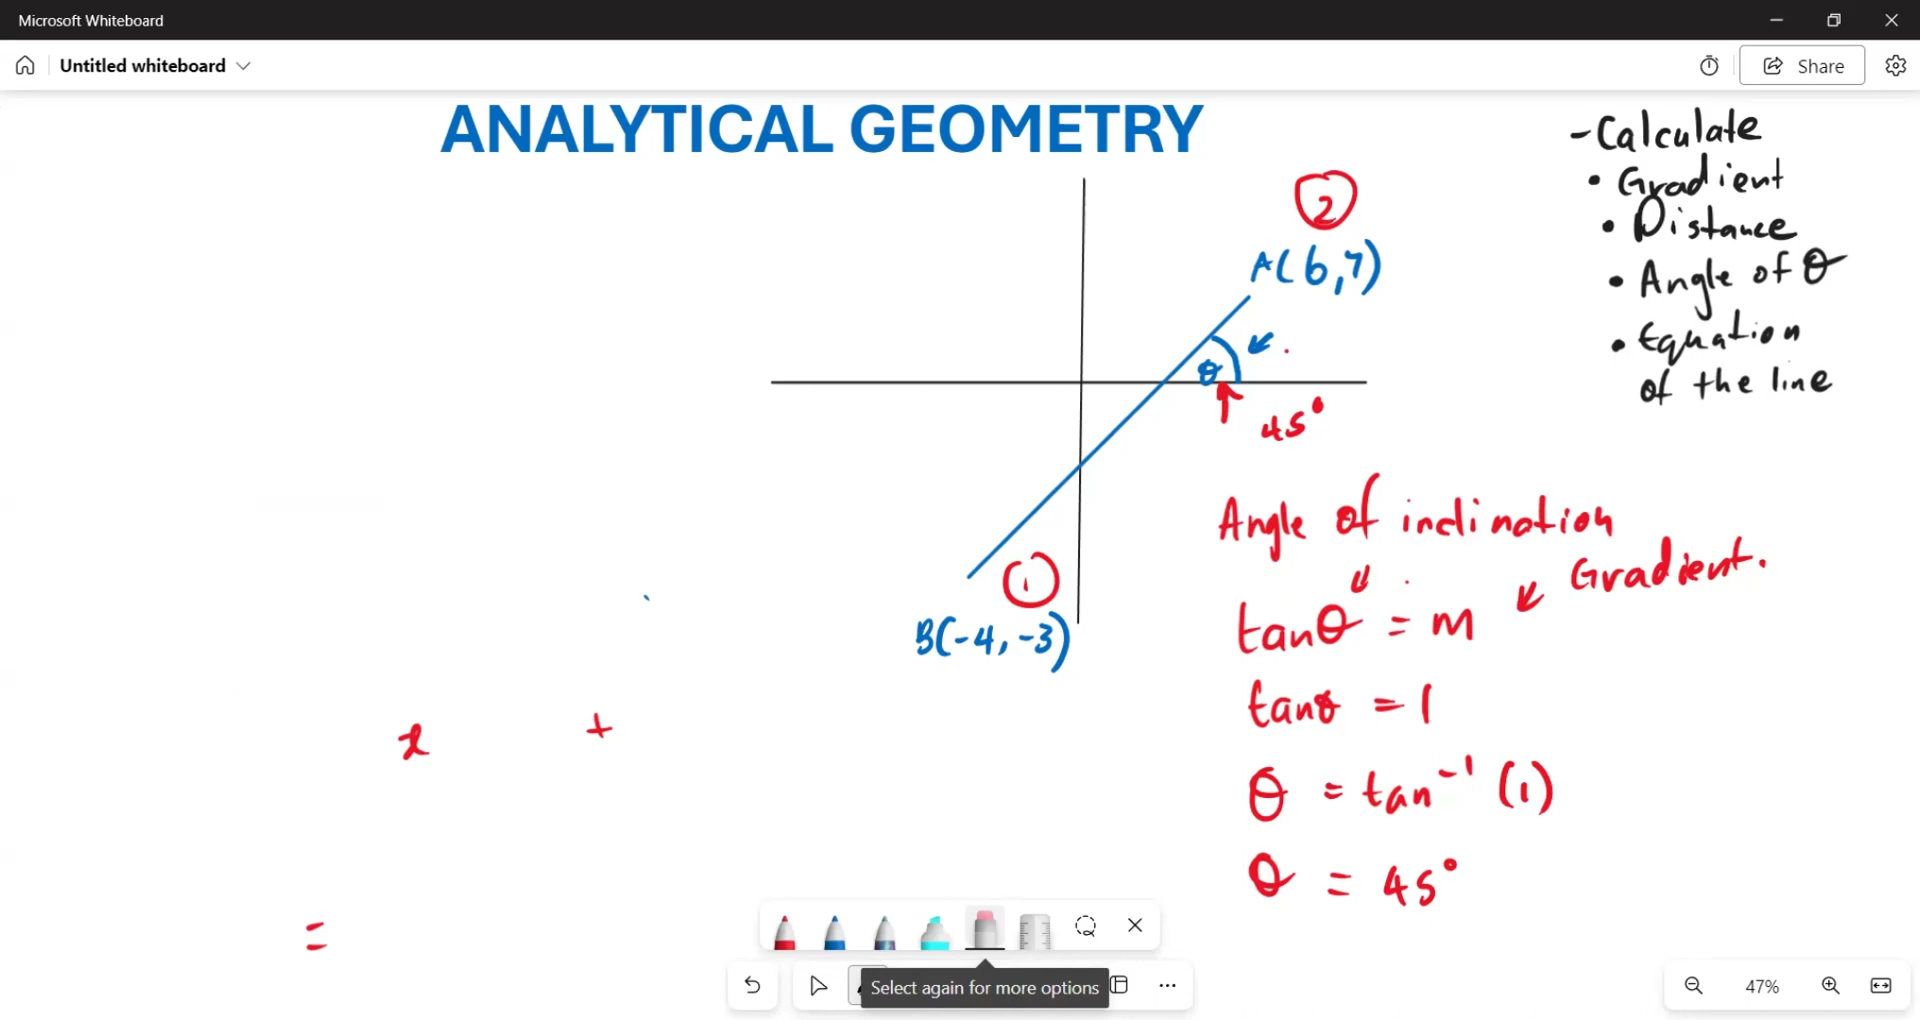 Microsoft Whiteboard
Untitled whiteboard
Share
ANALYTICAL GEOMETRY
- Calculate
• Gradient
• Distance
• Angle of θ
• Equation
of the line
2
A(6,7)
θ
45°
1
B(-4,-3)
Angle of inclination
Gradient.
tanθ = m
tanθ = 1
θ = tan⁻¹ (1)
θ = 45°
x +
=
Select again for more options
47%